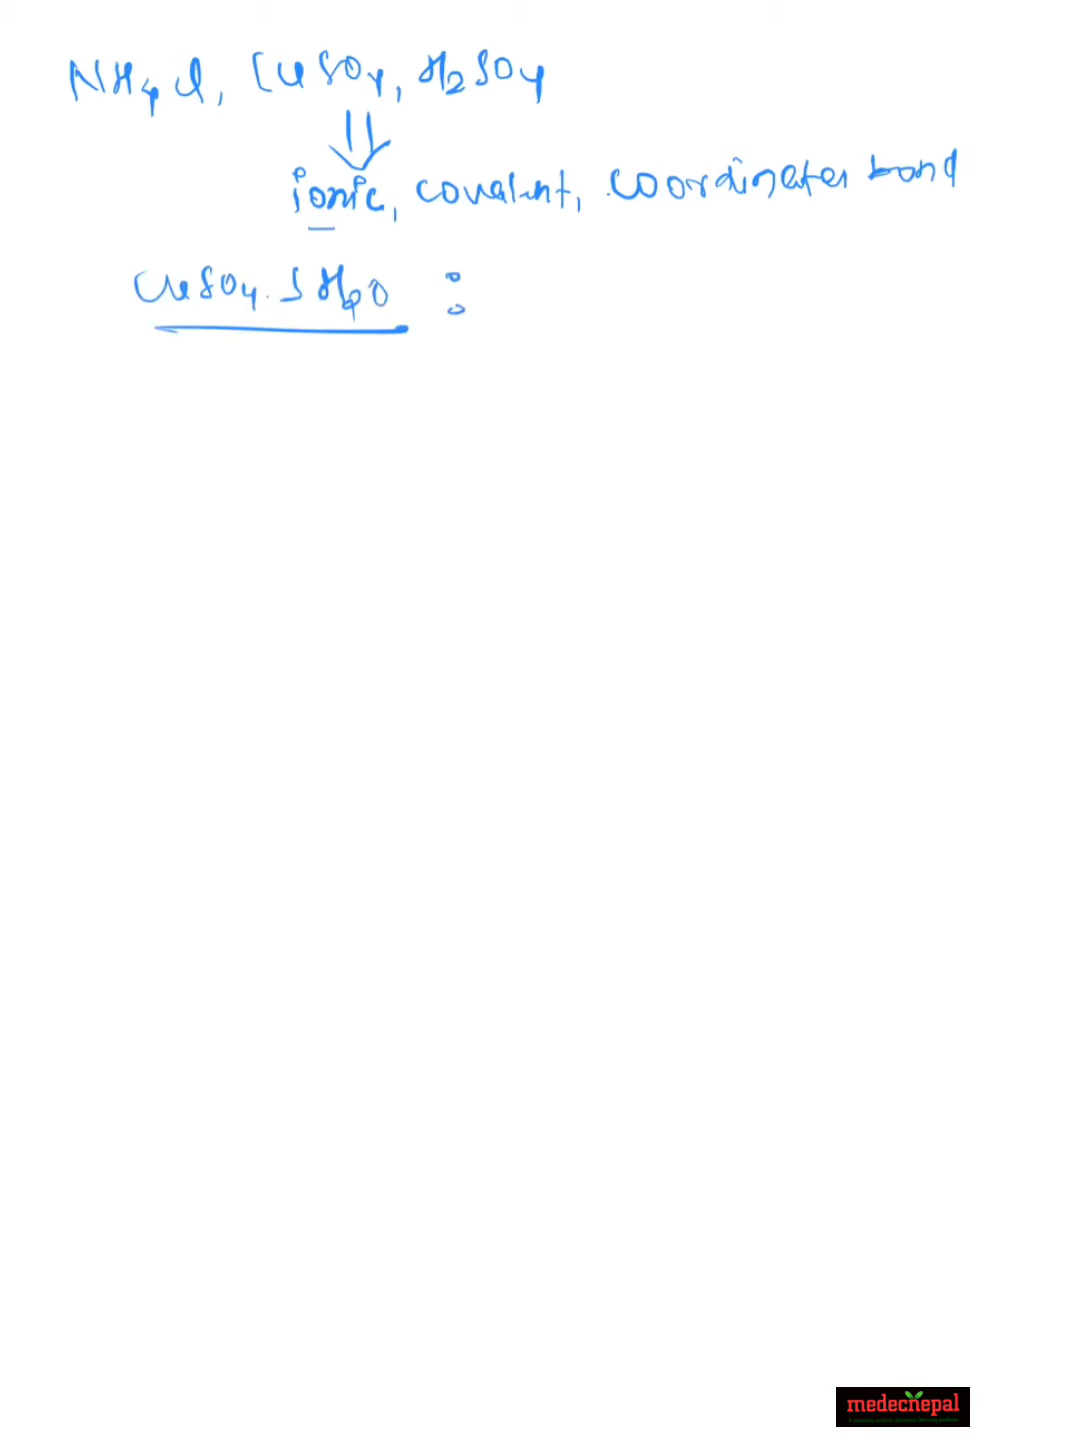 NH4Cl, CuSO4, H2SO4
ionic, covalent, coordinate bond
CuSO4.5H2O :
medecnepal